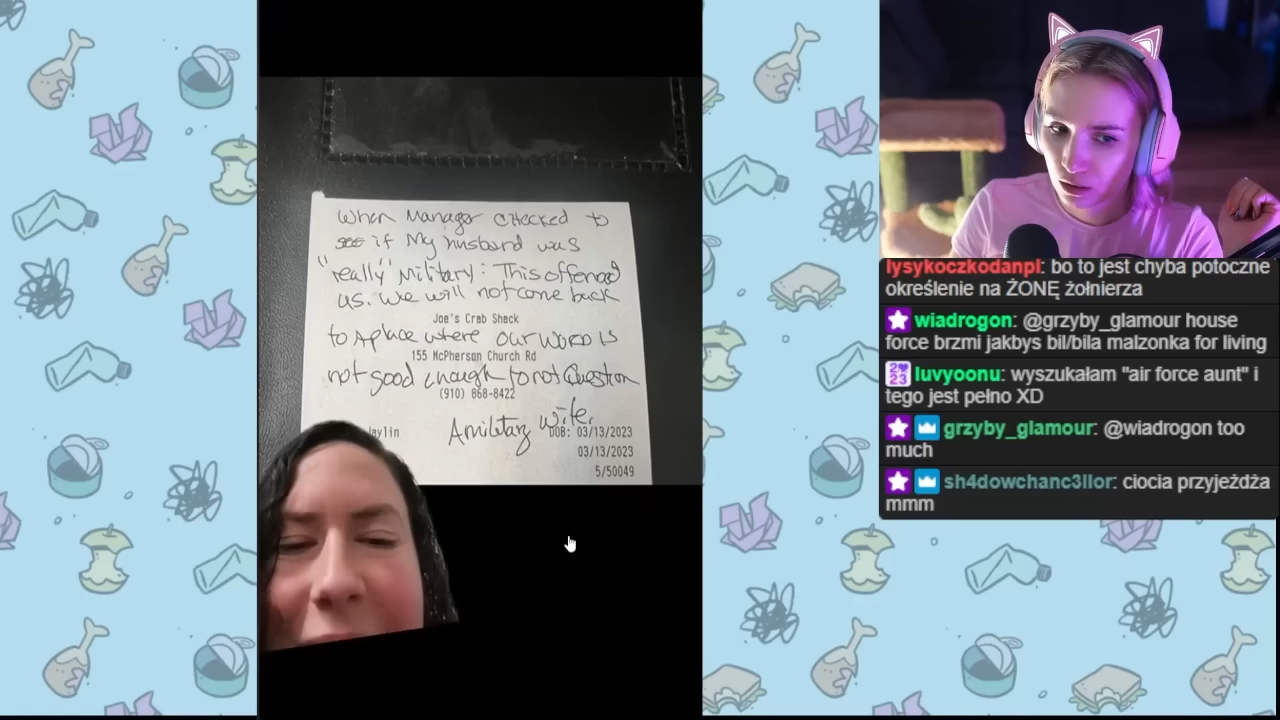 When Manager CHecked to
see if My husband was
"really" Military: This offended
us. We will not come back
Joe's Crab Shack
to a place where our WORD is
155 McPherson Church Rd
not good enough to not Question
(910) 868-8422
A military wife.
aylin
DOB: 03/13/2023
03/13/2023
5/50049
lysykoczkodanpl: bo to jest chyba potoczne
określenie na ŻONĘ żołnierza
wiadrogon: @grzyby_glamour house
force brzmi jakbys bil/bila malzonka for living
2023
luvyoonu: wyszukałam "air force aunt" i
tego jest pełno XD
grzyby_glamour: @wiadrogon too
much
sh4dowchanc3llor: ciocia przyjeżdża
mmm